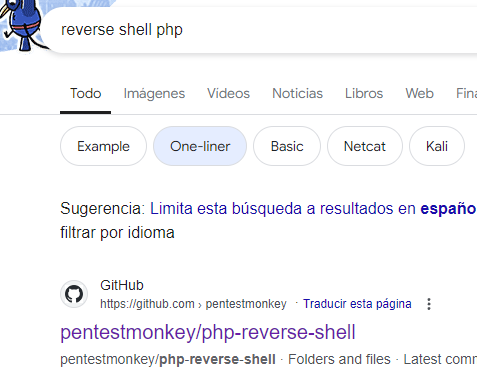 reverse shell php
Todo Imágenes Videos Noticias Libros Web
Example One-liner Basic Netcat Kali
Sugerencia: Limita esta búsqueda a resultados en españo
filtrar por idioma
GitHub
https://github.com › pentestmonkey · Traducir esta página
pentestmonkey/php-reverse-shell
pentestmonkey/php-reverse-shell · Folders and files · Latest comm